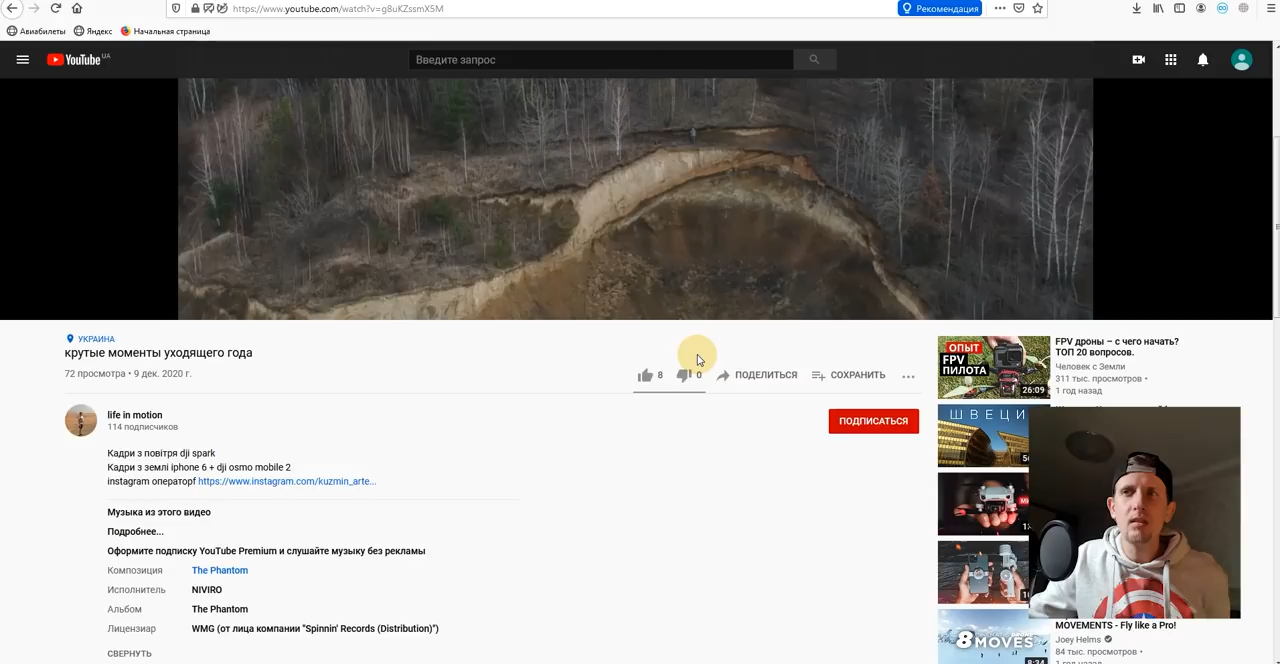 https://www.youtube.com/watch?v=g8uKZssmX5M
Рекомендация
Авиабилеты
Яндекс
Начальная страница
YouTube UA
Введите запрос
УКРАИНА
крутые моменты уходящего года
72 просмотра • 9 дек. 2020 г.
8
0
ПОДЕЛИТЬСЯ
СОХРАНИТЬ
life in motion
114 подписчиков
ПОДПИСАТЬСЯ
Кадри з повітря dji spark
Кадри з землі iphone 6 + dji osmo mobile 2
instagram операторf https://www.instagram.com/kuzmin_arte...
Музыка из этого видео
Подробнее...
Оформите подписку YouTube Premium и слушайте музыку без рекламы
Композиция The Phantom
Исполнитель NIVIRO
Альбом The Phantom
Лицензиар WMG (от лица компании "Spinnin' Records (Distribution)")
СВЕРНУТЬ
ОПЫТ
FPV
ПИЛОТА
26:09
FPV дроны – с чего начать?
ТОП 20 вопросов.
Человек с Земли
311 тыс. просмотров •
1 год назад
ШВЕЦИ
MOVEMENTS - Fly like a Pro!
Joey Helms
84 тыс. просмотров •
1 год назад
8 MOVES
8:34